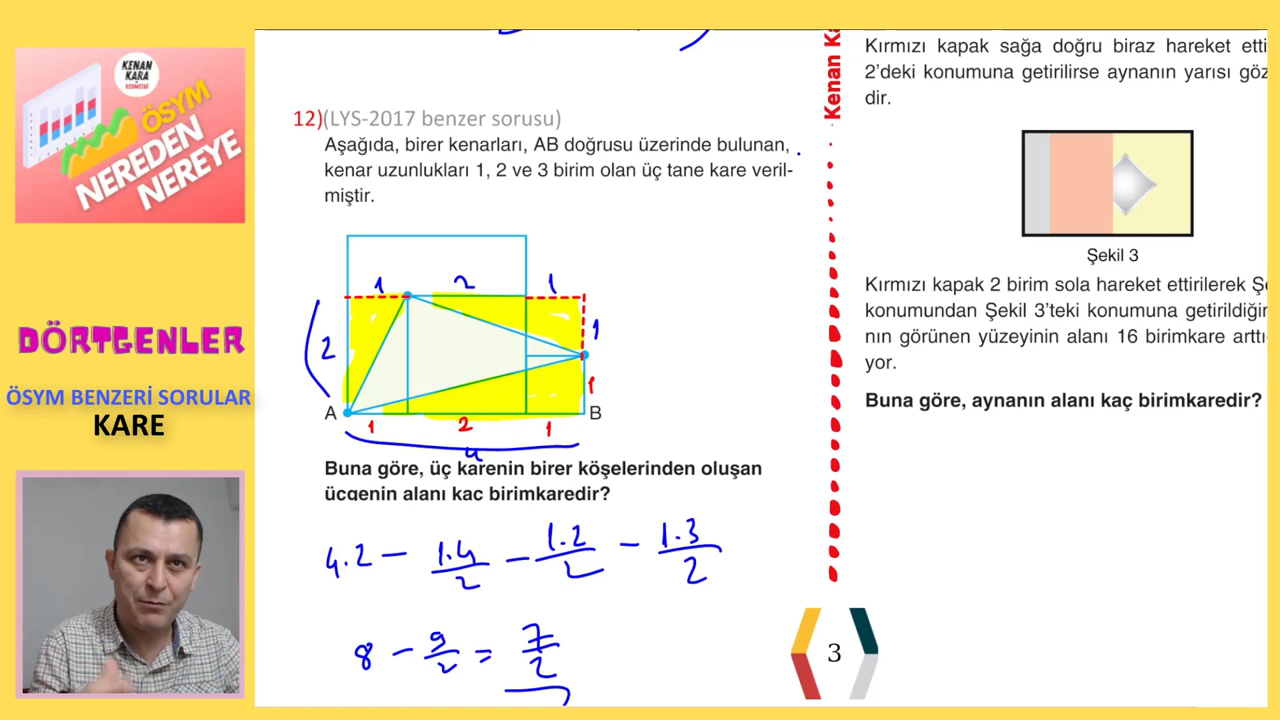 KENAN
KARA
ÖSYM
NEREDEN
NEREYE
DÖRTGENLER
ÖSYM BENZERİ SORULAR
KARE
12)(LYS-2017 benzer sorusu)
Aşağıda, birer kenarları, AB doğrusu üzerinde bulunan,
kenar uzunlukları 1, 2 ve 3 birim olan üç tane kare veril-
miştir.
1 2 1
2 1
1
A B
1 2 1
4
Buna göre, üç karenin birer köşelerinden oluşan
üçgenin alanı kaç birimkaredir?
4.2 - 1.4/2 - 1.2/2 - 1.3/2
8 - 9/2 = 7/2
Kenan Ka
Kırmızı kapak sağa doğru biraz hareket etti
2'deki konumuna getirilirse aynanın yarısı göz
dir.
Şekil 3
Kırmızı kapak 2 birim sola hareket ettirilerek Şe
konumundan Şekil 3'teki konumuna getirildiğin
nın görünen yüzeyinin alanı 16 birimkare arttı
yor.
Buna göre, aynanın alanı kaç birimkaredir?
3